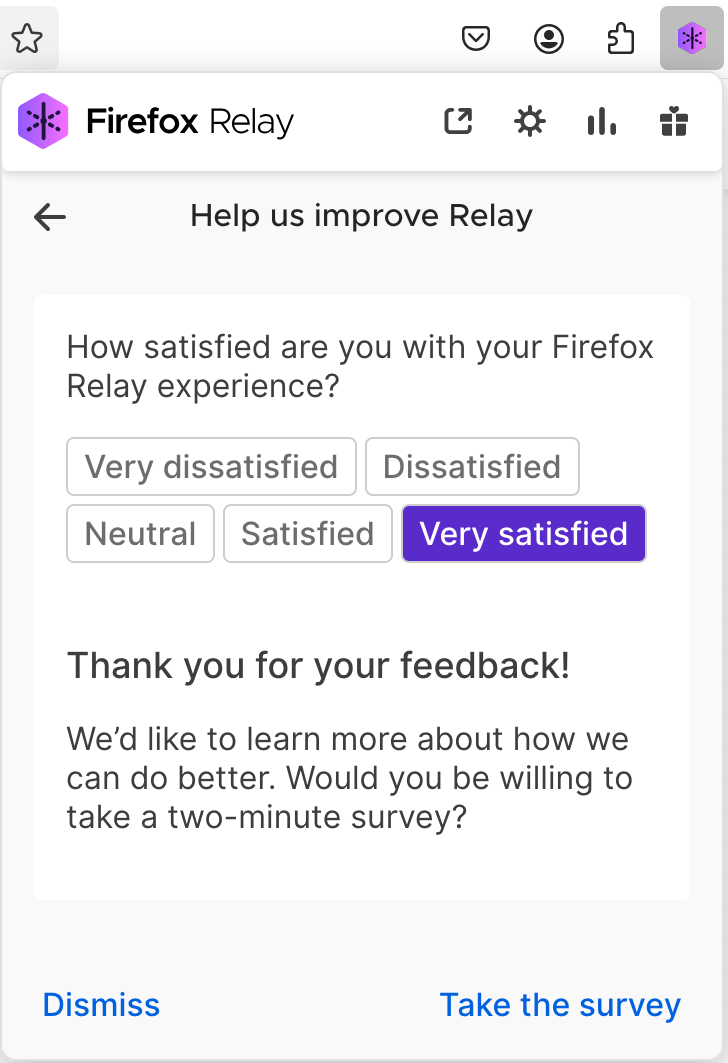 Firefox Relay
Help us improve Relay
How satisfied are you with your Firefox
Relay experience?
Very dissatisfied Dissatisfied
Neutral Satisfied Very satisfied
Thank you for your feedback!
We’d like to learn more about how we
can do better. Would you be willing to
take a two-minute survey?
Dismiss Take the survey